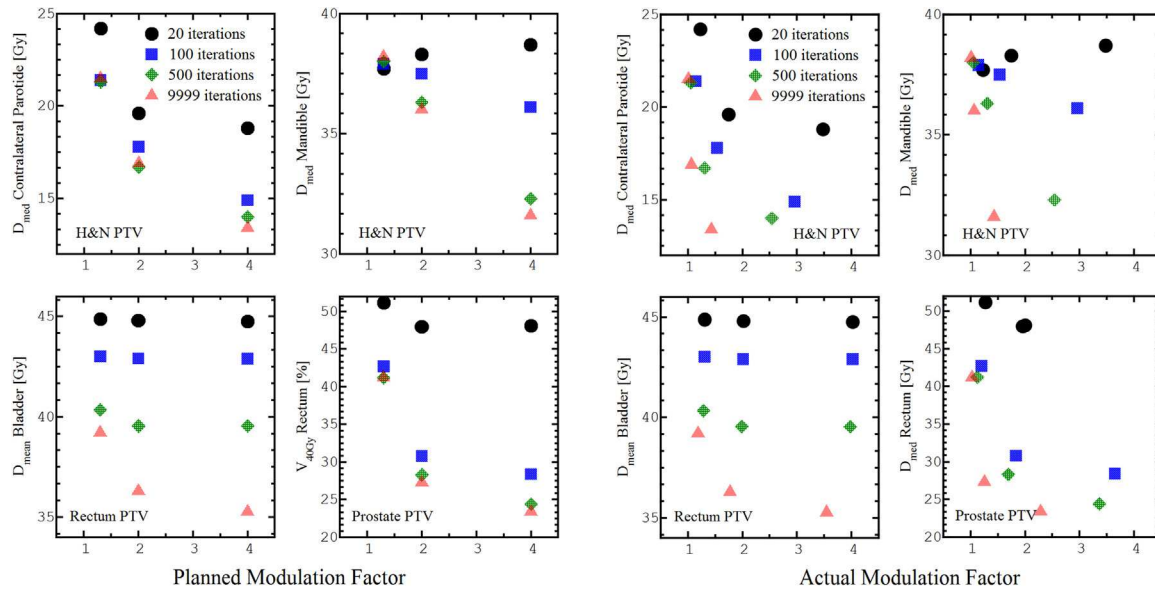 25
20
15
D_med Contralateral Parotide [Gy]
20 iterations
100 iterations
500 iterations
9999 iterations
H&N PTV
1 2 3 4
40
35
30
D_med Mandible [Gy]
H&N PTV
1 2 3 4
25
20
15
D_med Contralateral Parotide [Gy]
20 iterations
100 iterations
500 iterations
9999 iterations
H&N PTV
1 2 3 4
40
35
30
D_med Mandible [Gy]
H&N PTV
1 2 3 4
45
40
35
D_mean Bladder [Gy]
Rectum PTV
1 2 3 4
50
45
40
35
30
25
20
V_40Gy Rectum [%]
Prostate PTV
1 2 3 4
45
40
35
D_mean Bladder [Gy]
Rectum PTV
1 2 3 4
50
45
40
35
30
25
20
D_med Rectum [Gy]
Prostate PTV
1 2 3 4
Planned Modulation Factor
Actual Modulation Factor